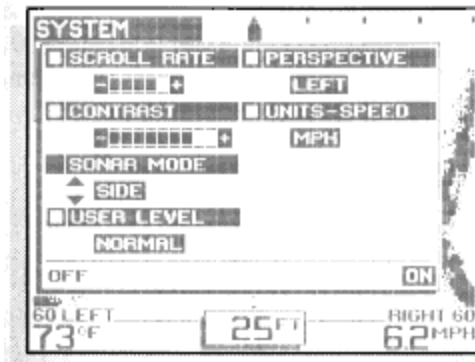 SYSTEM
SCROLL RATE
- +
CONTRAST
- +
SONAR MODE
SIDE
USER LEVEL
NORMAL
PERSPECTIVE
LEFT
UNITS-SPEED
MPH
OFF ON
60 LEFT RIGHT 60
73°F 25FT 6.2MPH